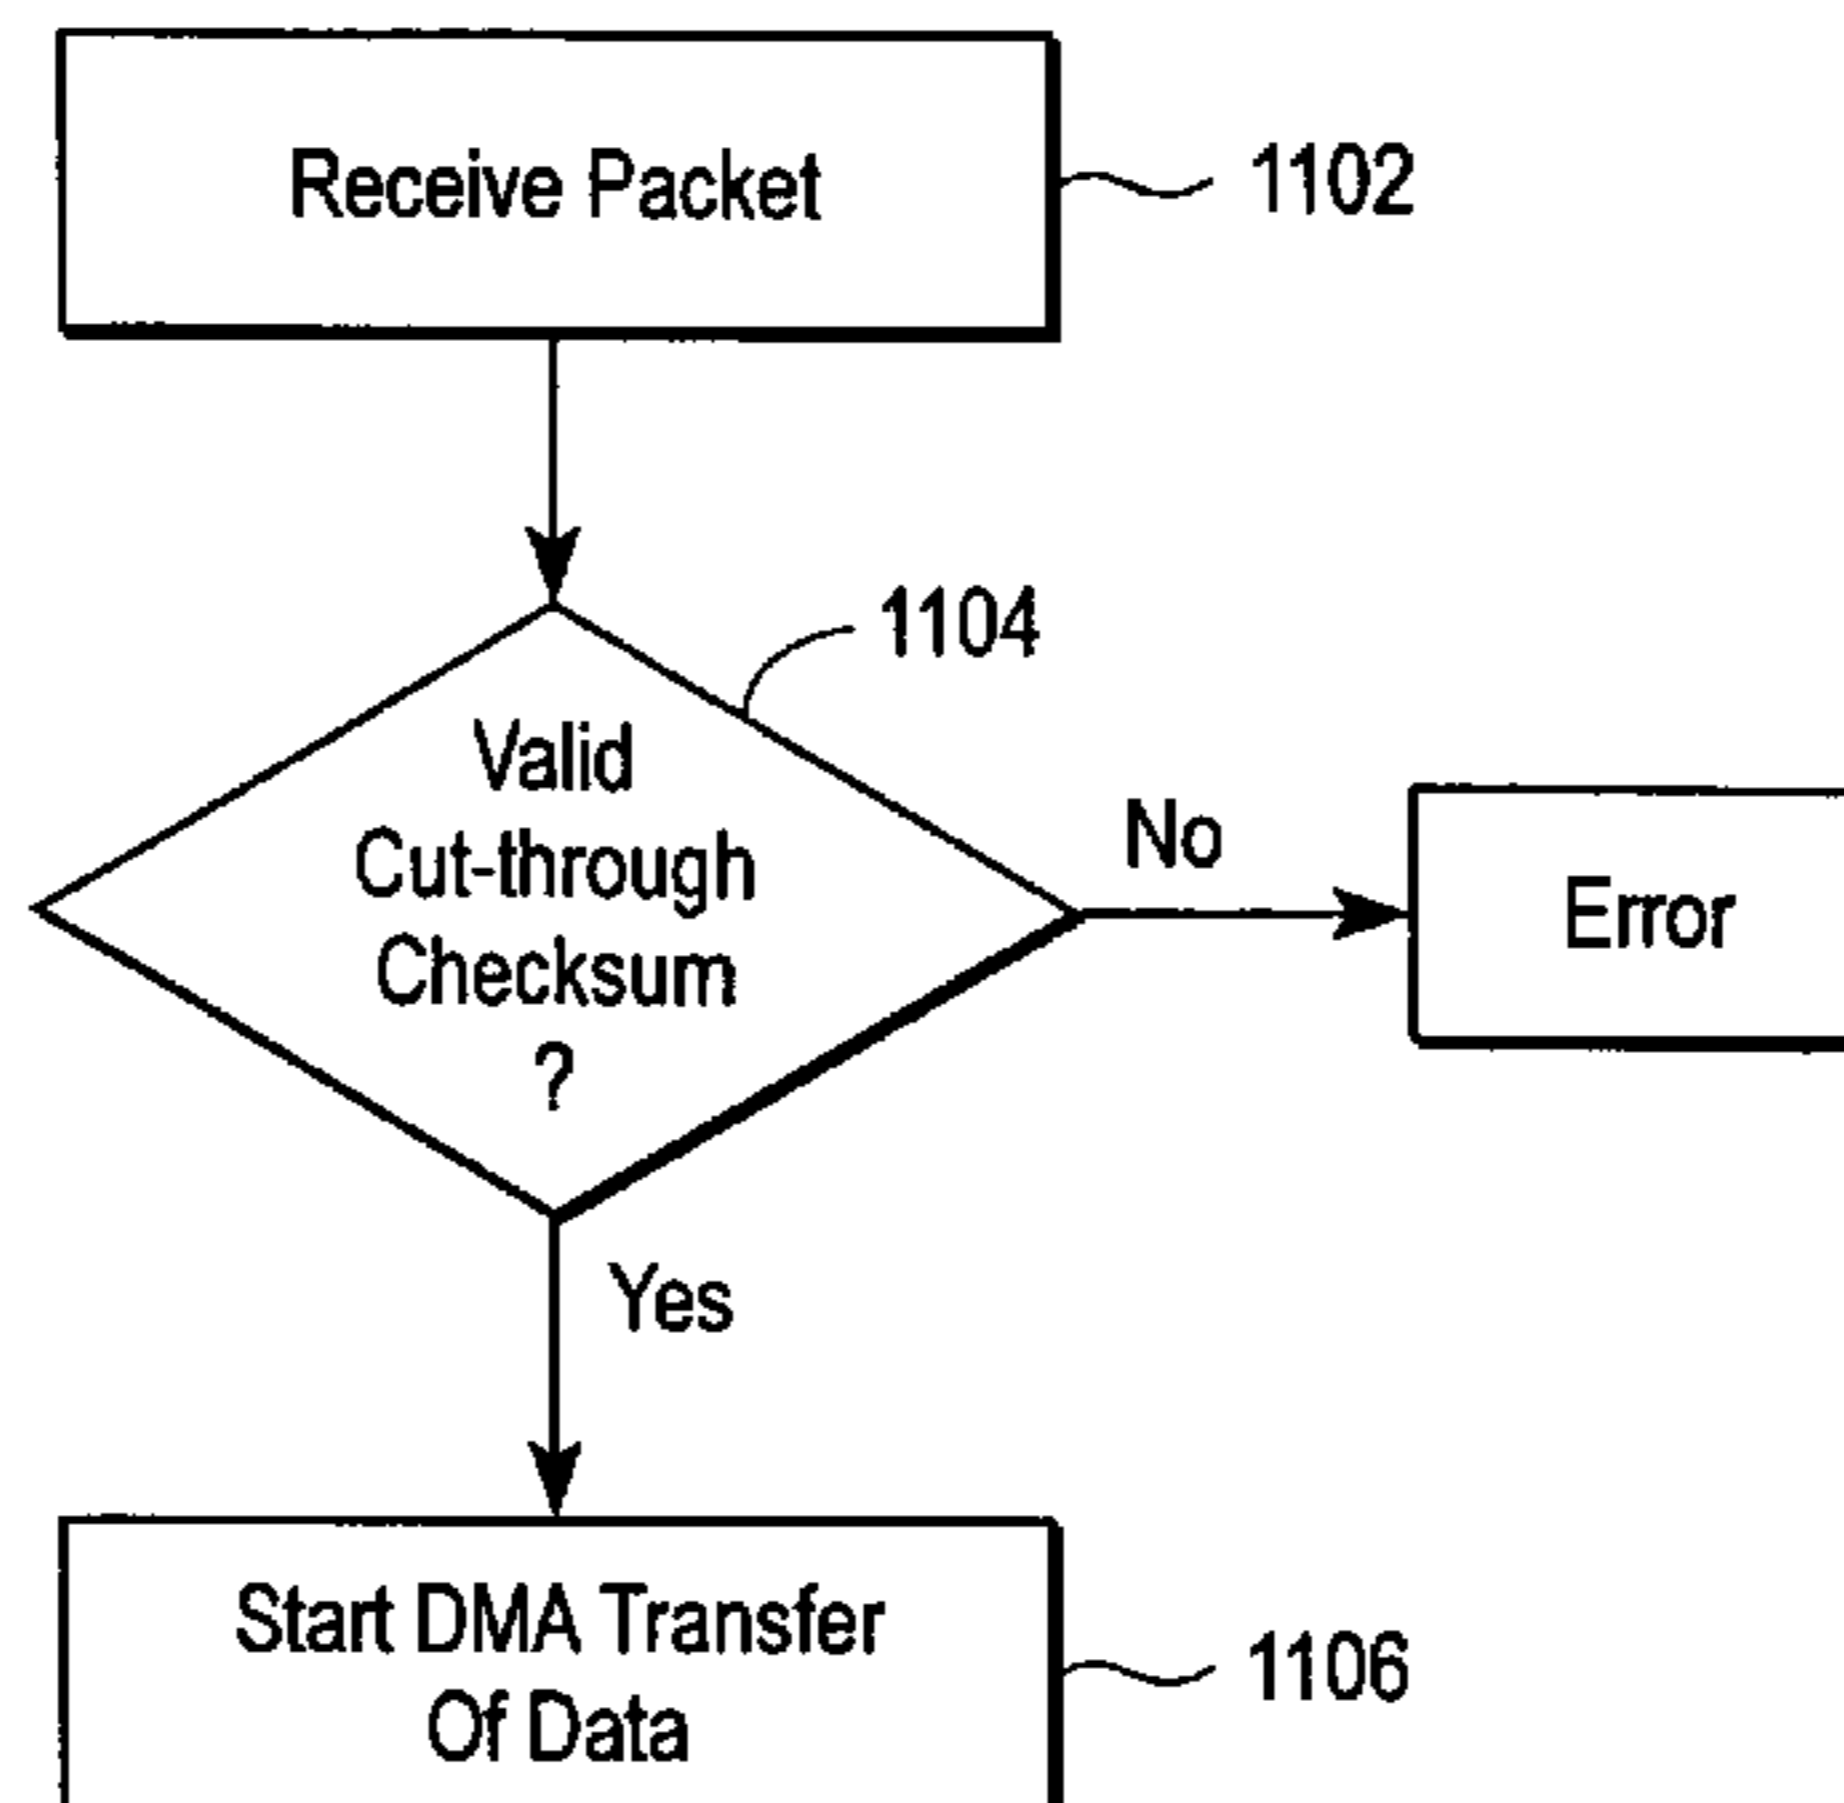 Receive Packet
1102
1104
Valid
Cut-through
Checksum
?
No
Error
Yes
Start DMA Transfer
Of Data
1106